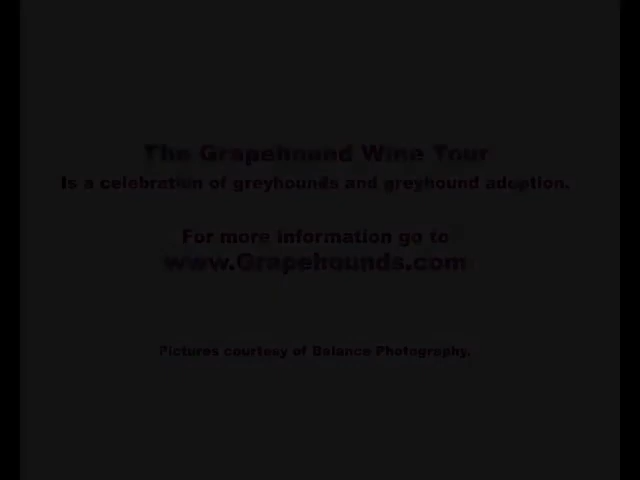 The Grapehound Wine Tour
Is a celebration of greyhounds and greyhound adoption.
For more information go to
www.Grapehounds.com
Pictures courtesy of Balance Photography.